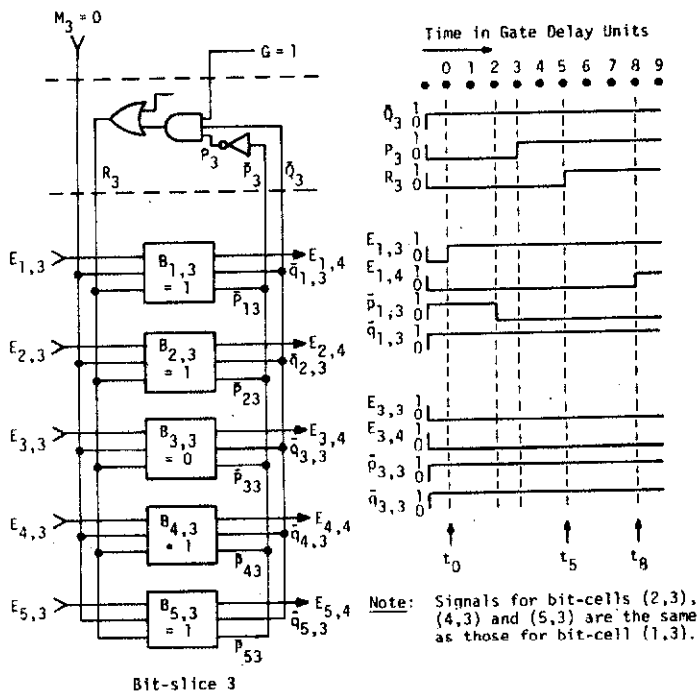 M3 = 0
G = 1
P3
P̄3
Q̄3
R3
E1,3
B1,3 = 1
E1,4
q̄1,3
p̄13
E2,3
B2,3 = 1
E2,4
q̄2,3
p̄23
E3,3
B3,3 = 0
E3,4
q̄3,3
p̄33
E4,3
B4,3 = 1
E4,4
q̄4,3
p̄43
E5,3
B5,3 = 1
E5,4
q̄5,3
p̄53
Bit-slice 3
Time in Gate Delay Units
0 1 2 3 4 5 6 7 8 9
Q̄3 1 0
P3 1 0
R3 1 0
E1,3 1 0
E1,4 1 0
p̄1,3 1 0
q̄1,3 1 0
E3,3 1 0
E3,4 1 0
p̄3,3 1 0
q̄3,3 1 0
t0 t5 t8
Note: Signals for bit-cells (2,3),
(4,3) and (5,3) are the same
as those for bit-cell (1,3).